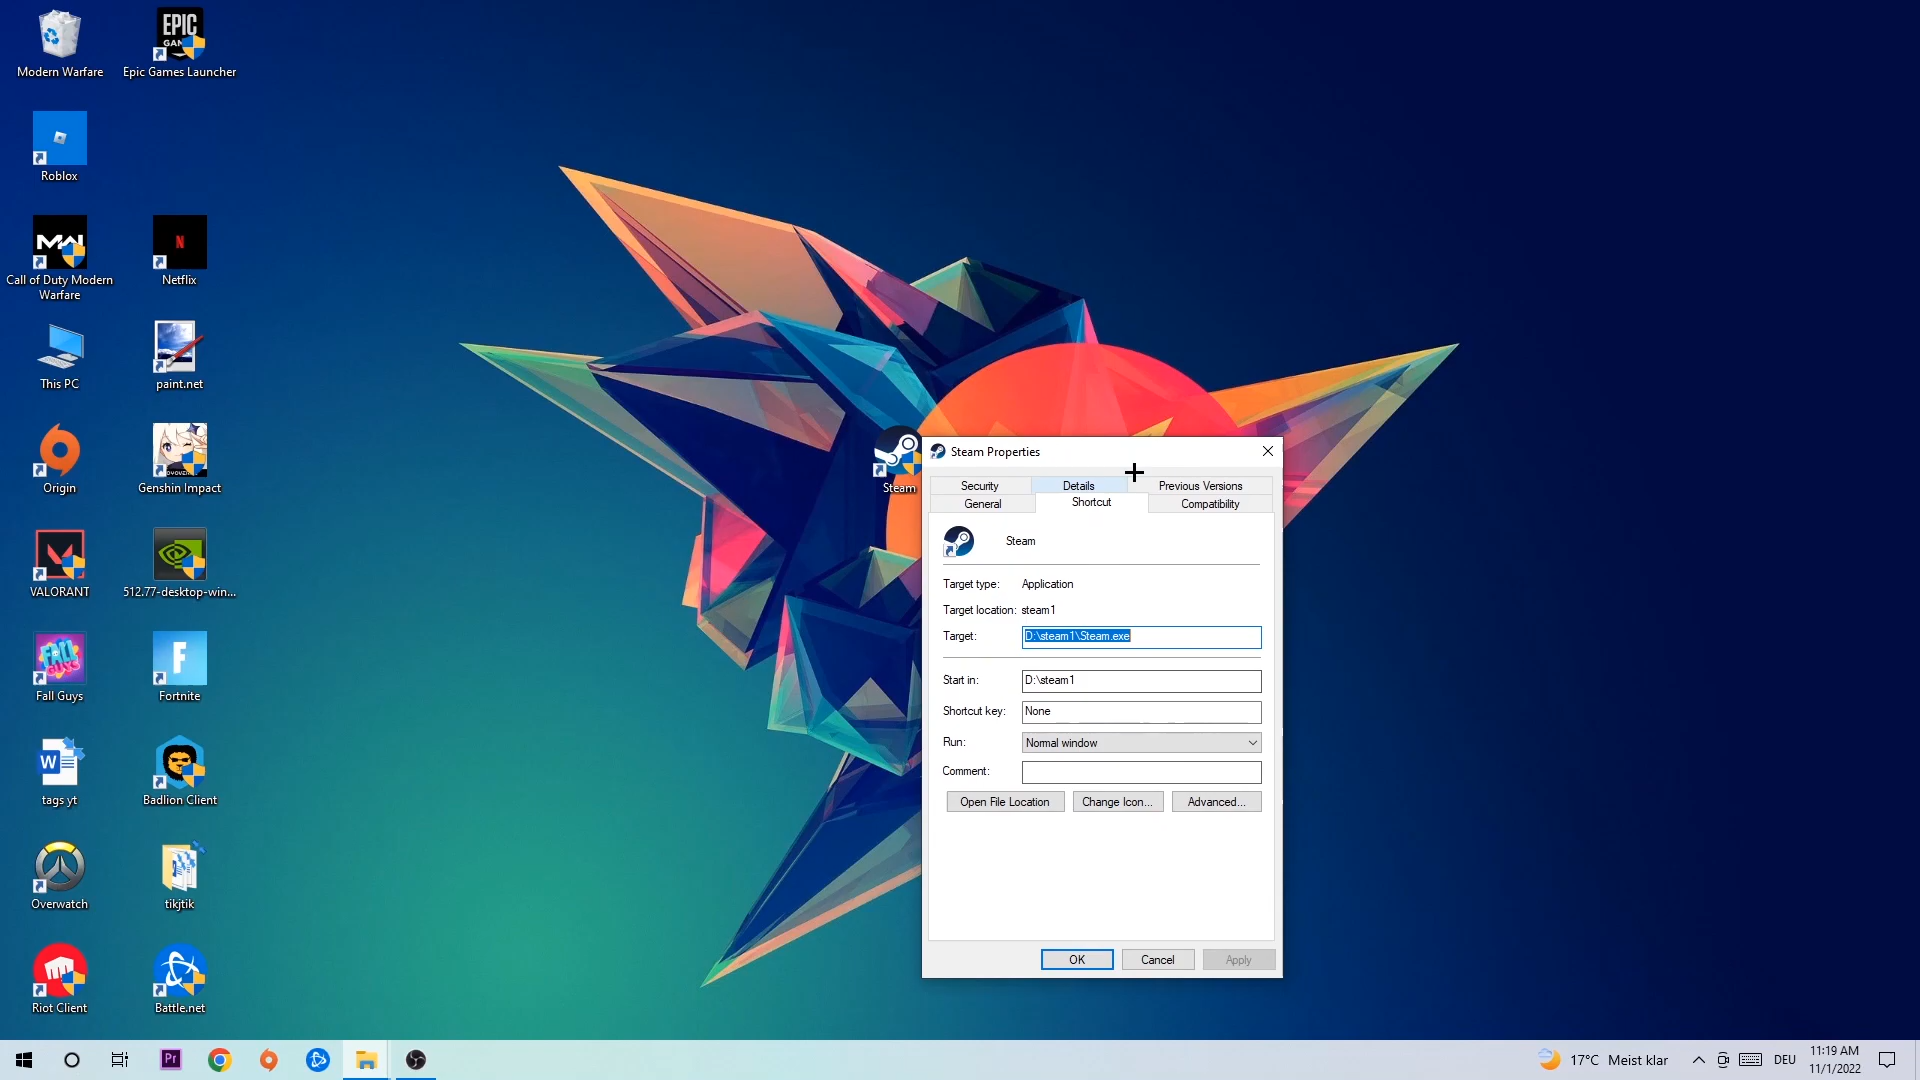 EPIC
GAMES
Modern Warfare
Epic Games Launcher
Roblox
MW
N
Call of Duty Modern
Warfare
Netflix
This PC
paint.net
Origin
Genshin Impact
VALORANT
512.77-desktop-win...
FALL
GUYS
F
Fall Guys
Fortnite
W
tags yt
Badlion Client
Overwatch
tikjtik
Riot Client
Battle.net
Steam
Steam Properties
Security
Details
Previous Versions
General
Shortcut
Compatibility
Steam
Target type: Application
Target location: steam1
Target: D:\steam1\Steam.exe
Start in: D:\steam1
Shortcut key: None
Run: Normal window
Comment:
Open File Location
Change Icon...
Advanced...
OK
Cancel
Apply
Pr
17°C Meist klar
DEU
11:19 AM
11/1/2022